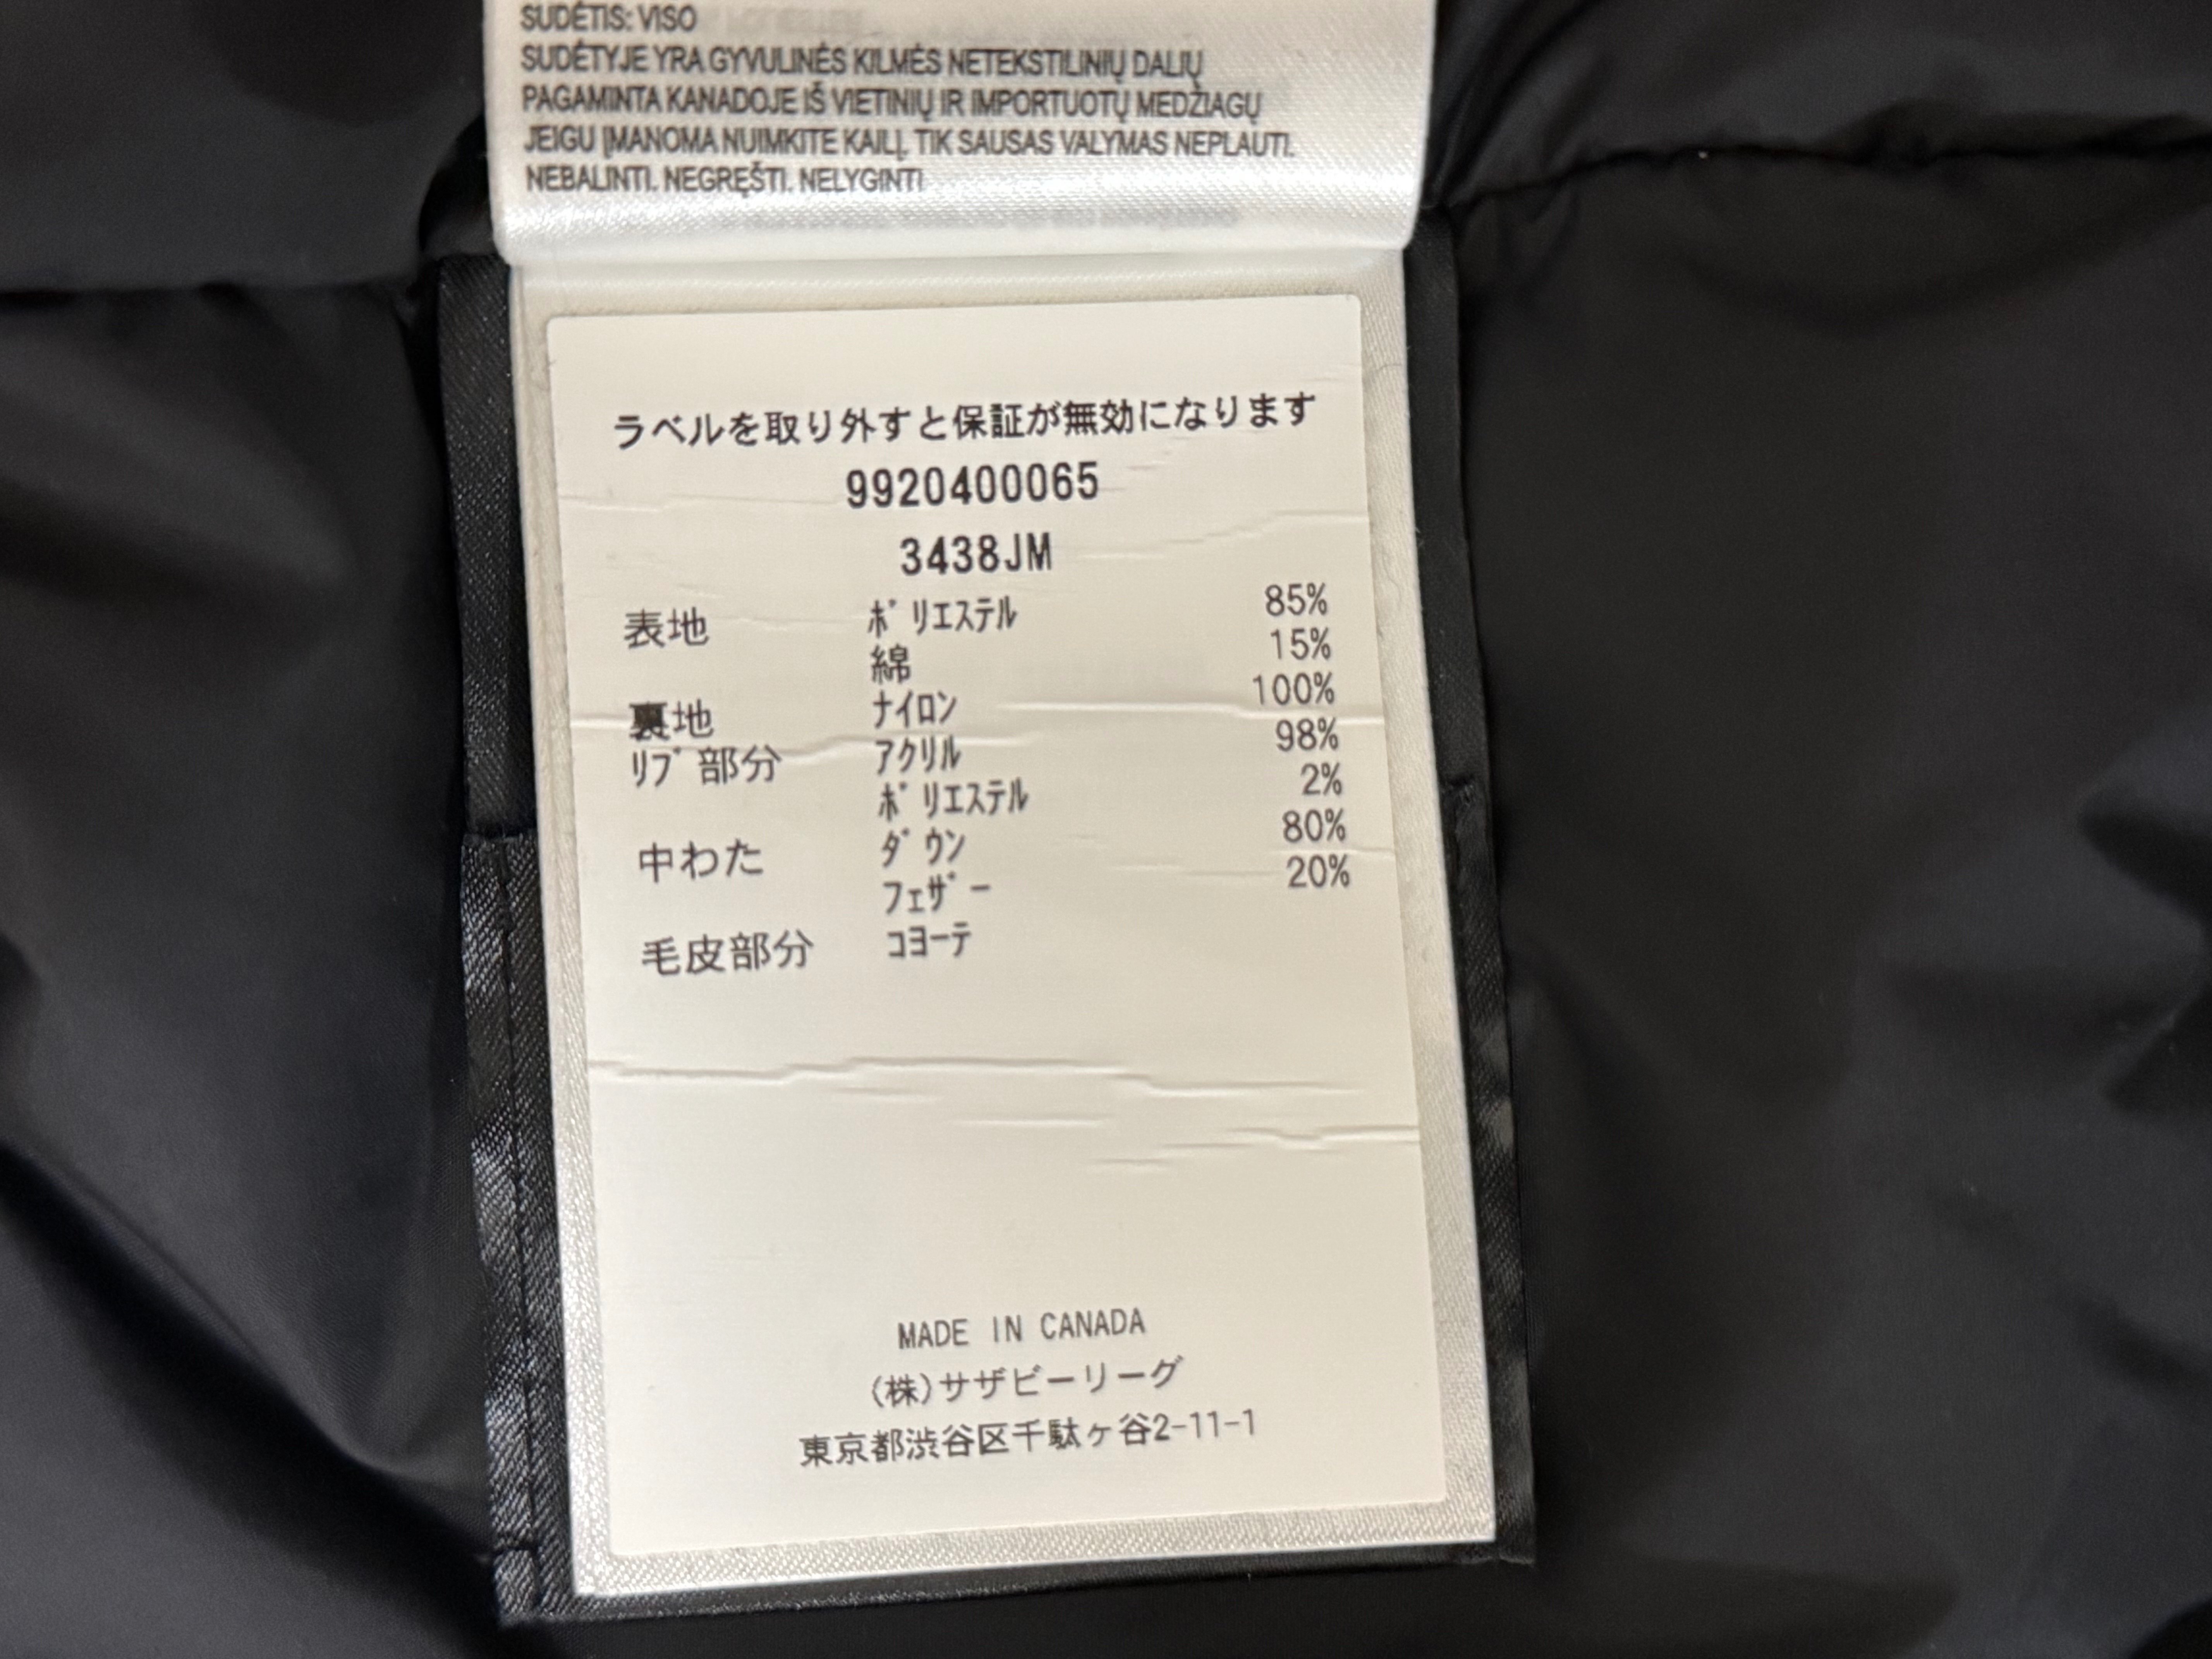 SUDĖTIS: VISO
SUDĖTYJE YRA GYVULINĖS KILMĖS NETEKSTILINIŲ DALIŲ
PAGAMINTA KANADOJE IŠ VIETINIŲ IR IMPORTUOTŲ MEDŽIAGŲ
JEIGU ĮMANOMA NUIMKITE KAILĮ. TIK SAUSAS VALYMAS NEPLAUTI.
NEBALINTI. NEGRĘŠTI. NELYGINTI
ラベルを取り外すと保証が無効になります
9920400065
3438JM
表地 ﾎﾟﾘｴｽﾃﾙ 85%
綿 15%
裏地 ﾅｲﾛﾝ 100%
ﾘﾌﾞ部分 ｱｸﾘﾙ 98%
ﾎﾟﾘｴｽﾃﾙ 2%
中わた ﾀﾞｳﾝ 80%
ﾌｪｻﾞｰ 20%
毛皮部分 ｺﾖｰﾃ
MADE IN CANADA
(株)サザビーリーグ
東京都渋谷区千駄ヶ谷2-11-1